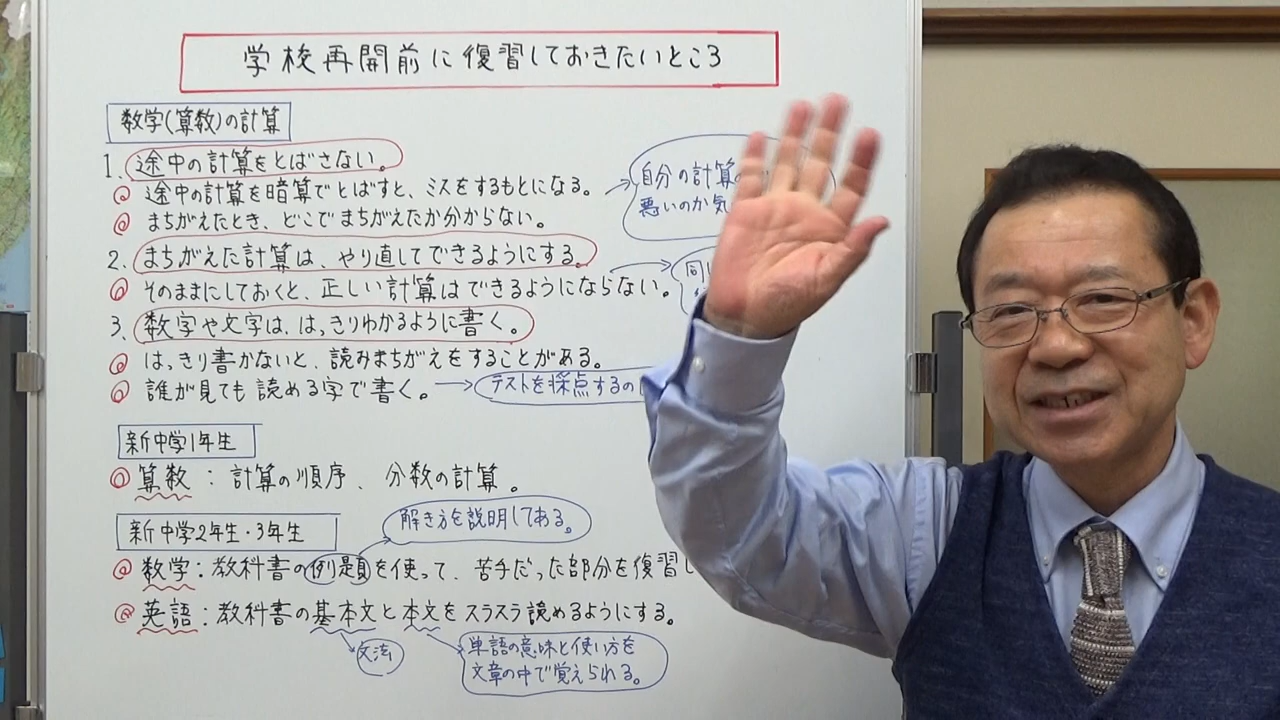 学校再開前に復習しておきたいところ
数学(算数)の計算
1. 途中の計算をとばさない。
◎ 途中の計算を暗算でとばすと、ミスをするもとになる。
自分の計算の
悪いのか気
◎ まちがえたとき、どこでまちがえたか分からない。
2. まちがえた計算は、やり直してできるようにする。
◎ そのままにしておくと、正しい計算はできるようにならない。
同じ
3. 数字や文字は、はっきりわかるように書く。
◎ はっきり書かないと、読みまちがえをすることがある。
◎ 誰が見ても読める字で書く。
テストを採点するの
新中学1年生
◎ 算数:計算の順序、分数の計算。
新中学2年生・3年生
解き方を説明してある。
◎ 数学:教科書の例題を使って、苦手だった部分を復習し
◎ 英語:教科書の基本文と本文をスラスラ読めるようにする。
文法
単語の意味と使い方を
文章の中で覚えられる。